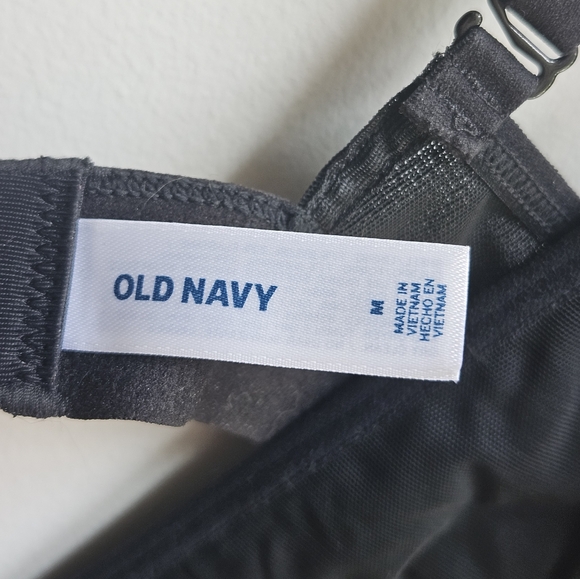 OLD NAVY
M
MADE IN
VIETNAM
HECHO EN
VIETNAM